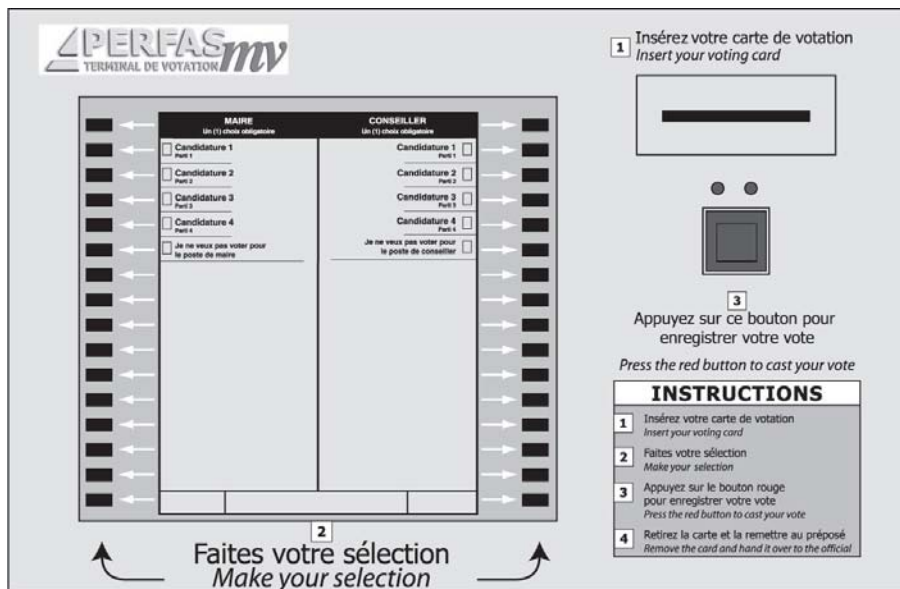 PERFAS mv
TERMINAL DE VOTATION
1 Insérez votre carte de votation
Insert your voting card
MAIRE
Un (1) choix obligatoire
Candidature 1
Parti 1
Candidature 2
Parti 2
Candidature 3
Parti 3
Candidature 4
Parti 4
Je ne veux pas voter pour
le poste de maire
CONSEILLER
Un (1) choix obligatoire
Candidature 1
Parti 1
Candidature 2
Parti 2
Candidature 3
Parti 3
Candidature 4
Parti 4
Je ne veux pas voter pour
le poste de conseiller
2
Faites votre sélection
Make your selection
3
Appuyez sur ce bouton pour
enregistrer votre vote
Press the red button to cast your vote
INSTRUCTIONS
1 Insérez votre carte de votation
Insert your voting card
2 Faites votre sélection
Make your selection
3 Appuyez sur le bouton rouge
pour enregistrer votre vote
Press the red button to cast your vote
4 Retirez la carte et la remettre au préposé
Remove the card and hand it over to the official